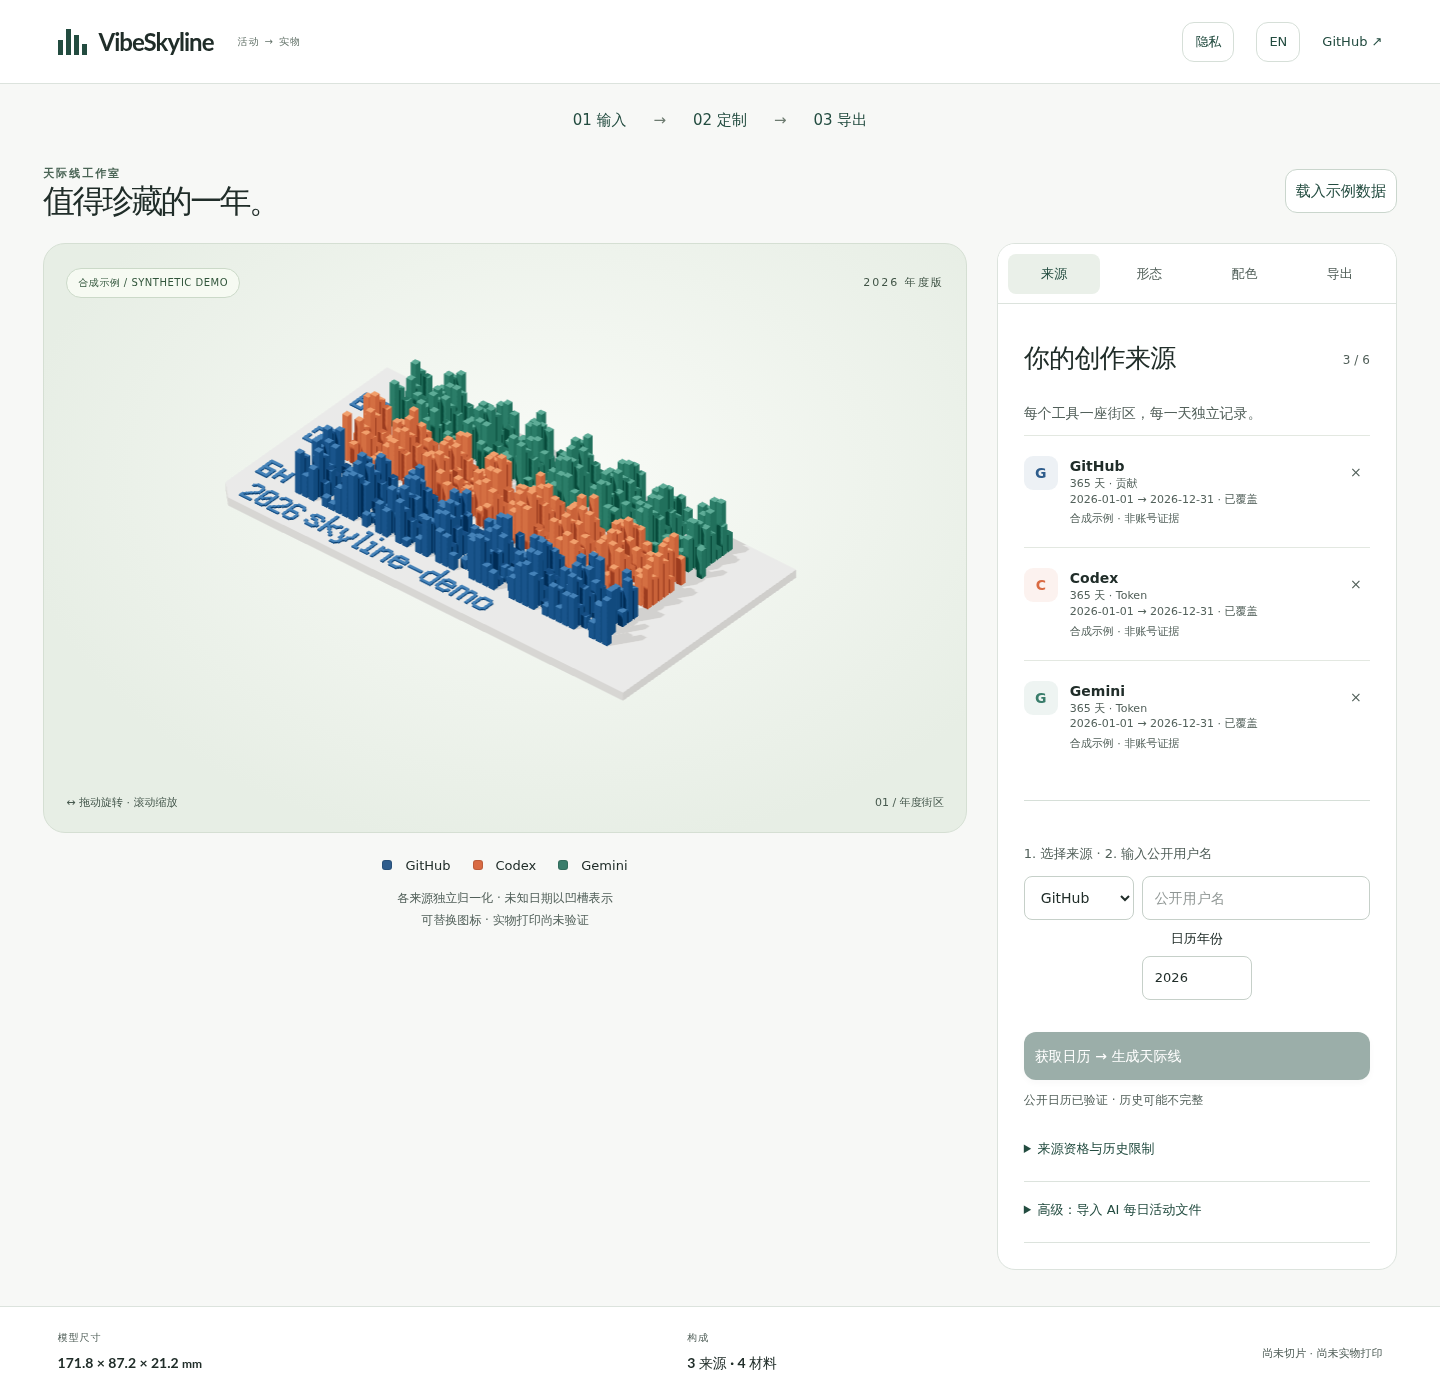 VibeSkyline
活动 → 实物
隐私
EN
GitHub ↗
01 输入 → 02 定制 → 03 导出
天际线工作室
值得珍藏的一年。
载入示例数据
合成示例 / SYNTHETIC DEMO
2026 年度版
GH
2026 skyline-demo
↔ 拖动旋转 · 滚动缩放
01 / 年度街区
GitHub
Codex
Gemini
各来源独立归一化 · 未知日期以凹槽表示
可替换图标 · 实物打印尚未验证
来源
形态
配色
导出
你的创作来源
3 / 6
每个工具一座街区，每一天独立记录。
G
GitHub
×
365 天 · 贡献
2026-01-01 → 2026-12-31 · 已覆盖
合成示例 · 非账号证据
C
Codex
×
365 天 · Token
2026-01-01 → 2026-12-31 · 已覆盖
合成示例 · 非账号证据
G
Gemini
×
365 天 · Token
2026-01-01 → 2026-12-31 · 已覆盖
合成示例 · 非账号证据
1. 选择来源 · 2. 输入公开用户名
GitHub
公开用户名
日历年份
2026
获取日历 → 生成天际线
公开日历已验证 · 历史可能不完整
▶ 来源资格与历史限制
▶ 高级：导入 AI 每日活动文件
模型尺寸
171.8 × 87.2 × 21.2 mm
构成
3 来源 · 4 材料
尚未切片 · 尚未实物打印